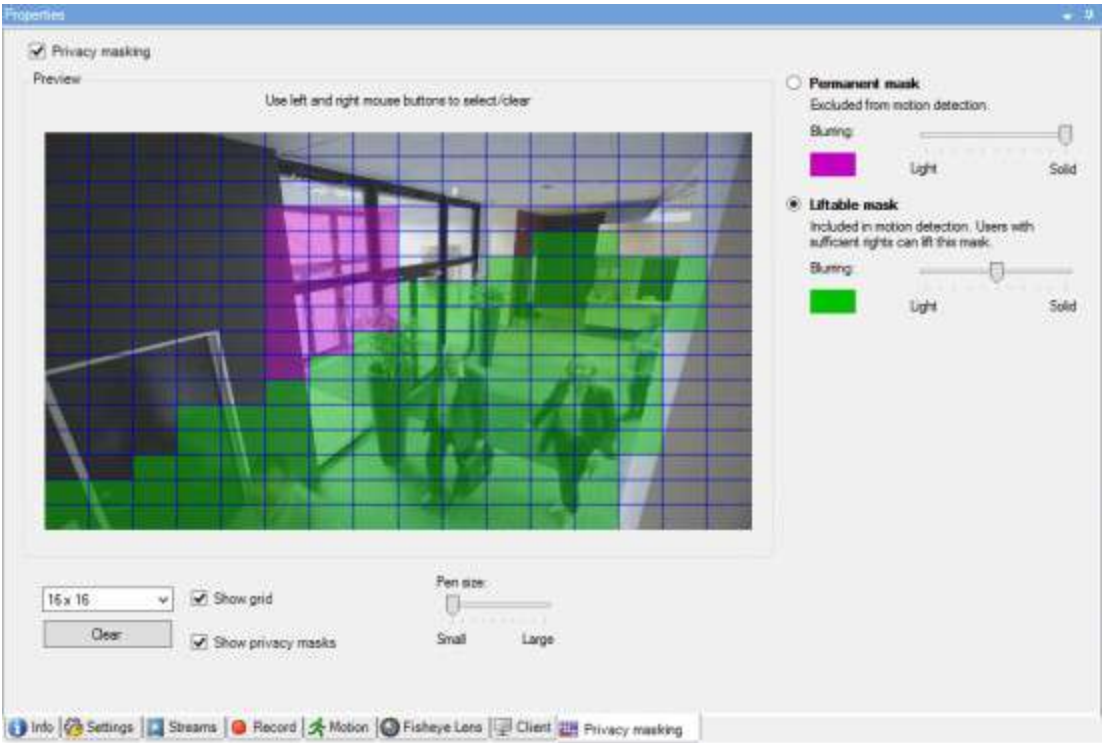 Properties
Privacy masking
Preview
Use left and right mouse buttons to select/clear
Permanent mask
Excluded from motion detection.
Blurring:
Light Solid
Liftable mask
Included in motion detection. Users with
sufficient rights can lift this mask.
Blurring:
Light Solid
16 x 16
Show grid
Clear
Show privacy masks
Pen size:
Small Large
Info Settings Streams Record Motion Fisheye Lens Client Privacy masking